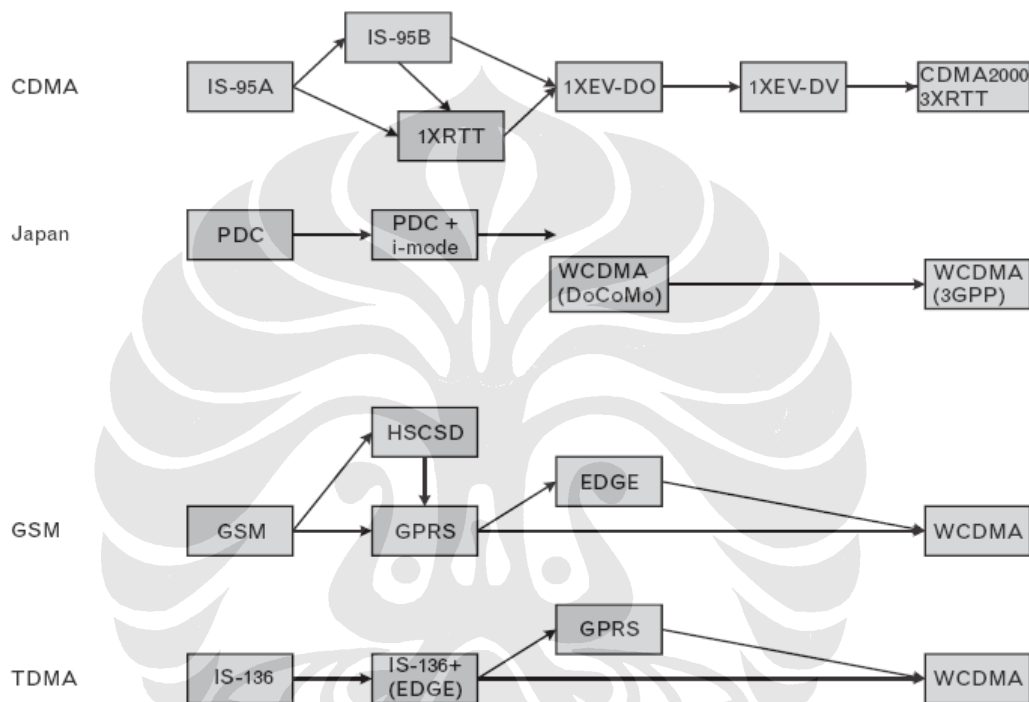 IS-95B
CDMA
IS-95A
1XEV-DO
1XEV-DV
CDMA2000
3XRTT
1XRTT
Japan
PDC
PDC +
i-mode
WCDMA
(DoCoMo)
WCDMA
(3GPP)
HSCSD
EDGE
GSM
GSM
GPRS
WCDMA
GPRS
TDMA
IS-136
IS-136+
(EDGE)
WCDMA